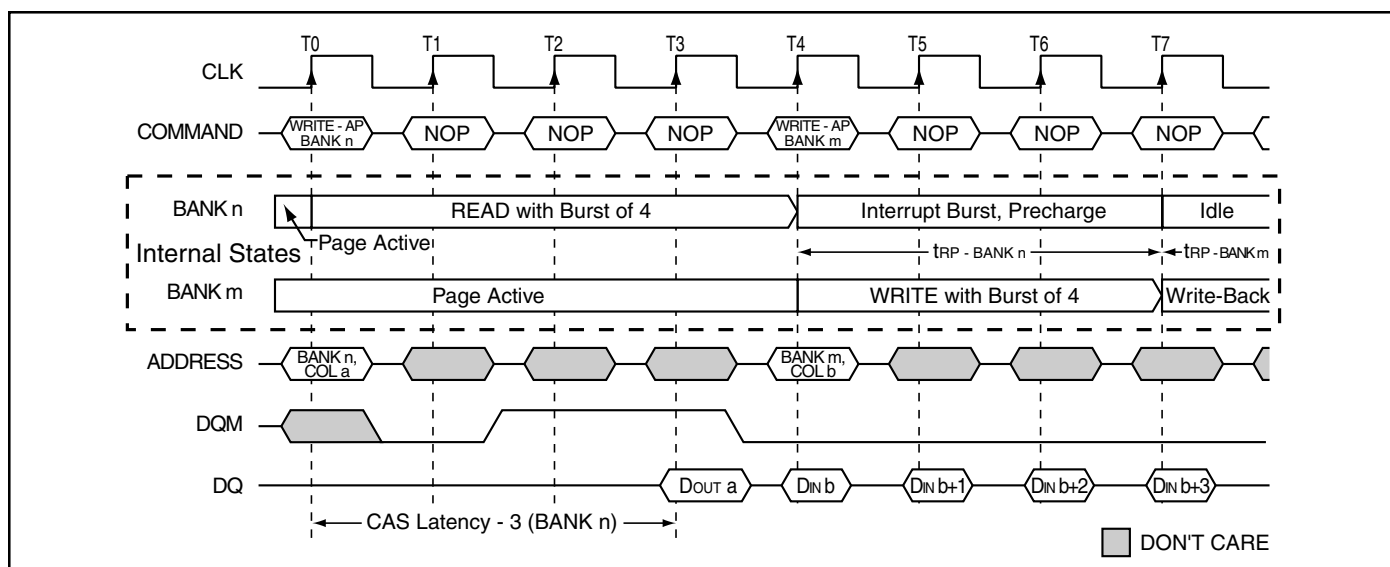 T0 T1 T2 T3 T4 T5 T6 T7
CLK
COMMAND WRITE - AP BANK n NOP NOP NOP WRITE - AP BANK m NOP NOP NOP
BANK n READ with Burst of 4 Interrupt Burst, Precharge Idle
Page Active tRP - BANK n tRP - BANK m
Internal States
BANK m Page Active WRITE with Burst of 4 Write-Back
ADDRESS BANK n, COL a BANK m, COL b
DQM
DQ DOUT a DIN b DIN b+1 DIN b+2 DIN b+3
CAS Latency - 3 (BANK n)
DON'T CARE